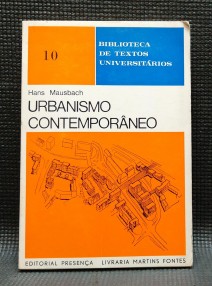 10
BIBLIOTECA
DE TEXTOS
UNIVERSITÁRIOS
Hans Mausbach
URBANISMO
CONTEMPORÂNEO
EDITORIAL PRESENÇA LIVRARIA MARTINS FONTES